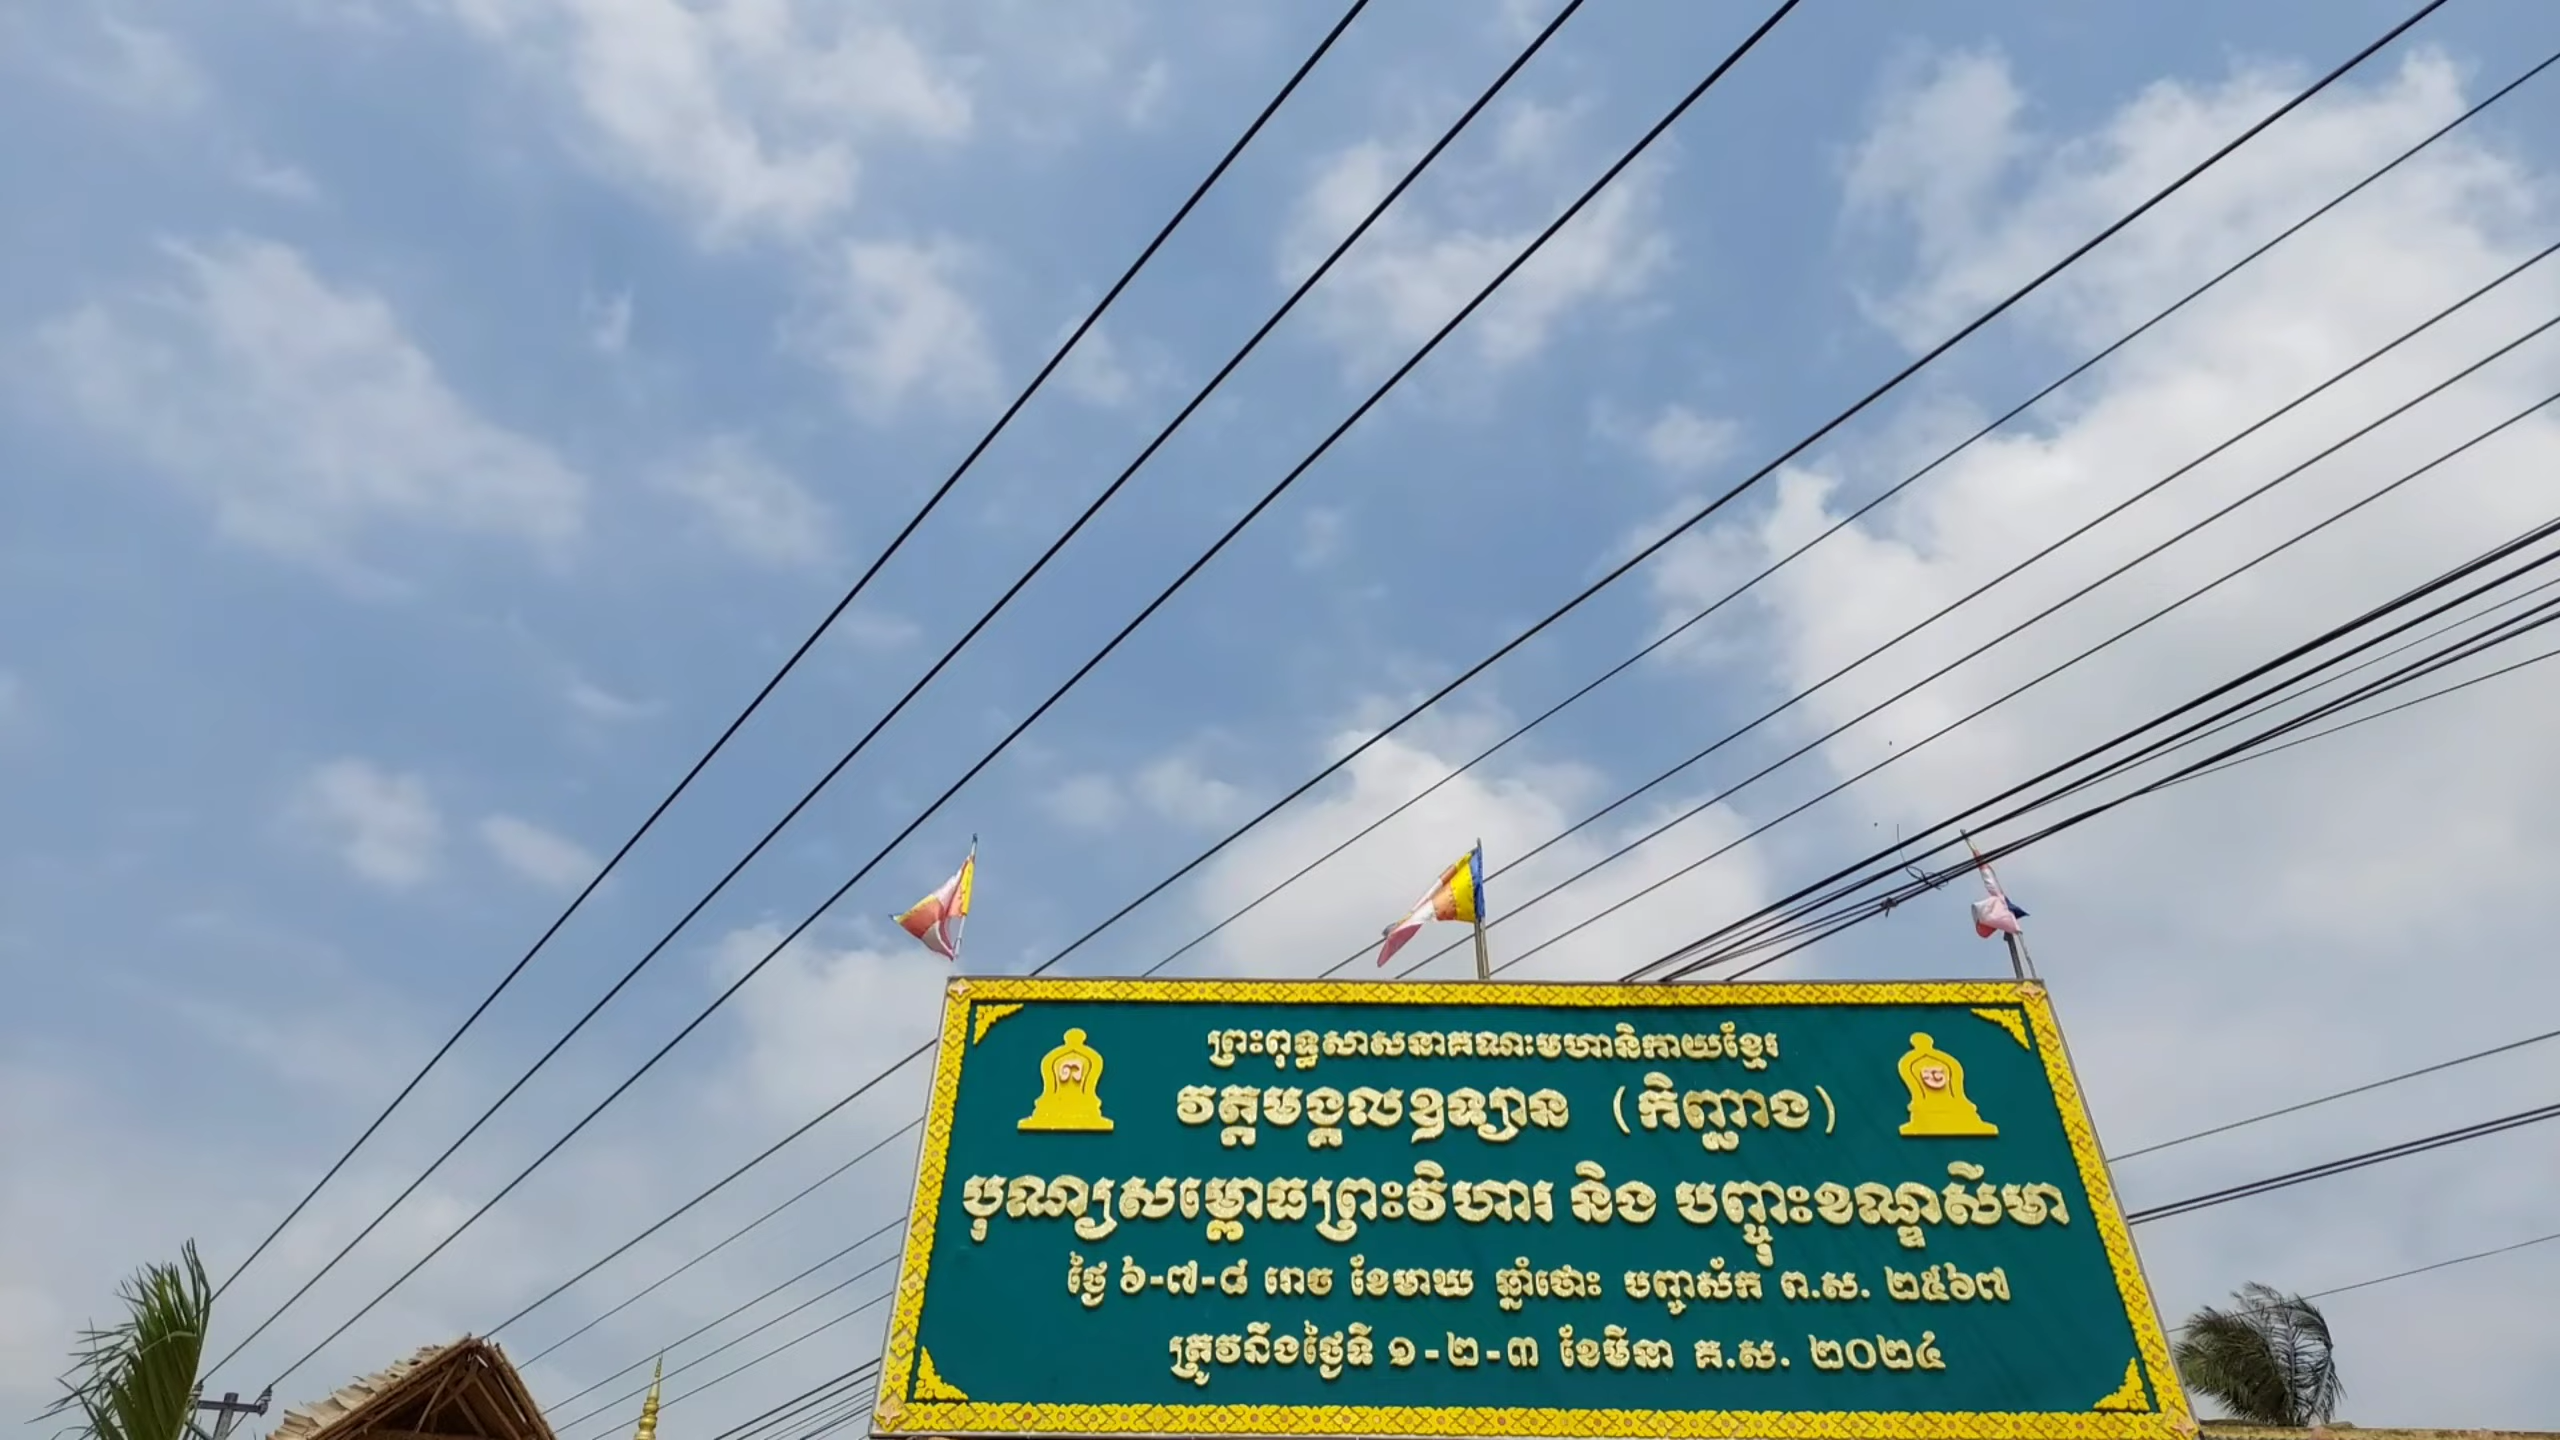 ព្រះពុទ្ធសាសនាគណះមហានិកាយខ្មែរ
៣
វត្តមង្គលឧទ្យាន (កិញ្ឆាង)
បុណ្យសម្ពោធព្រះវិហារ និង បញ្ចុះខណ្ឌសីមា
ថ្ងៃ ៦-៧-៨ រោច ខែមាឃ ឆ្នាំថោះ បញ្ចស័ក ព.ស. ២៥៦៧
ត្រូវនឹងថ្ងៃទី ១-២-៣ ខែមីនា គ.ស. ២០២៤